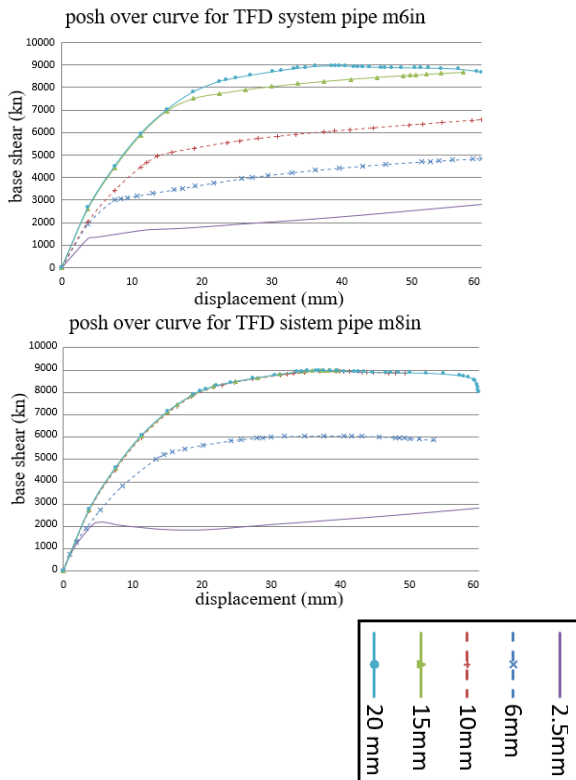 posh over curve for TFD system pipe m6in
base shear (kn)
10000
9000
8000
7000
6000
5000
4000
3000
2000
1000
0
0 10 20 30 40 50 60
displacement (mm)
posh over curve for TFD sistem pipe m8in
base shear (kn)
10000
9000
8000
7000
6000
5000
4000
3000
2000
1000
0
0 10 20 30 40 50 60
displacement (mm)
2.5mm
6mm
10mm
15mm
20 mm